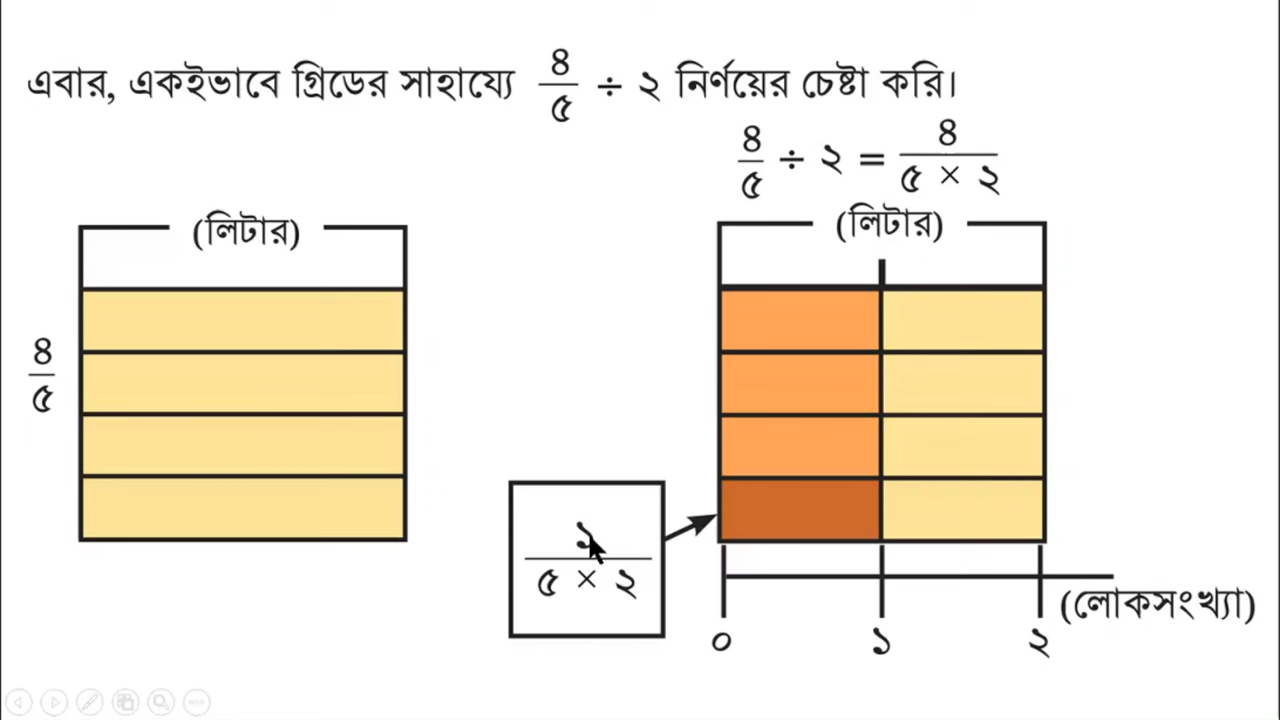 এবার, একইভাবে গ্রিডের সাহায্যে ৪/৫ ÷ ২ নির্ণয়ের চেষ্টা করি।
৪/৫ ÷ ২ = ৪/৫ × ২
(লিটার)
(লিটার)
৪/৫
১/৫ × ২
(লোকসংখ্যা)
০ ১ ২